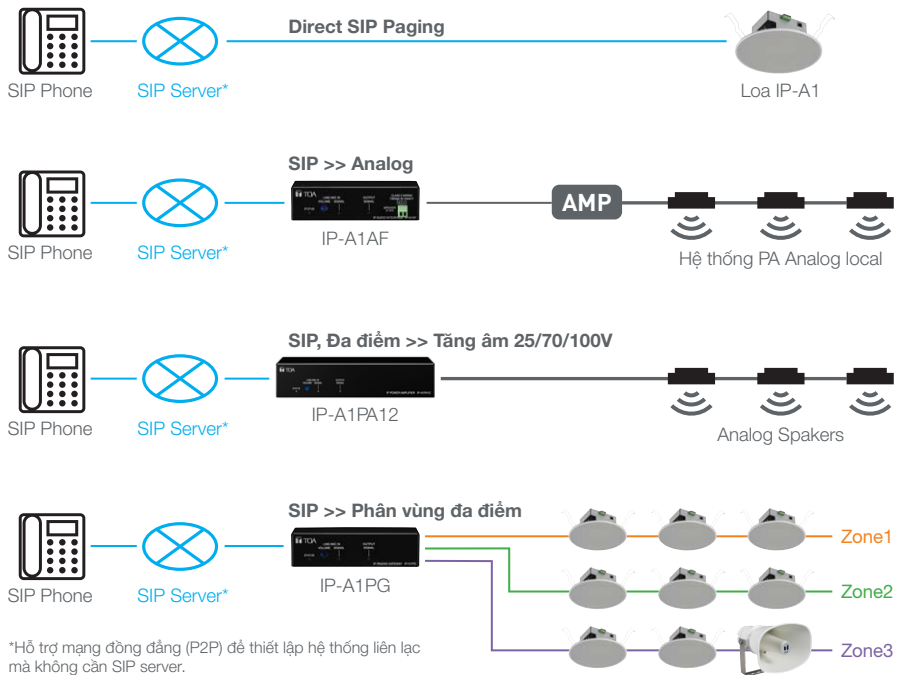 Direct SIP Paging
SIP Phone
SIP Server*
Loa IP-A1
SIP >> Analog
TOA
AMP
SIP Phone
SIP Server*
IP-A1AF
Hệ thống PA Analog local
SIP, Đa điểm >> Tăng âm 25/70/100V
TOA
SIP Phone
SIP Server*
IP-A1PA12
Analog Spakers
SIP >> Phân vùng đa điểm
TOA
Zone1
SIP Phone
SIP Server*
IP-A1PG
Zone2
Zone3
*Hỗ trợ mạng đồng đẳng (P2P) để thiết lập hệ thống liên lạc
mà không cần SIP server.